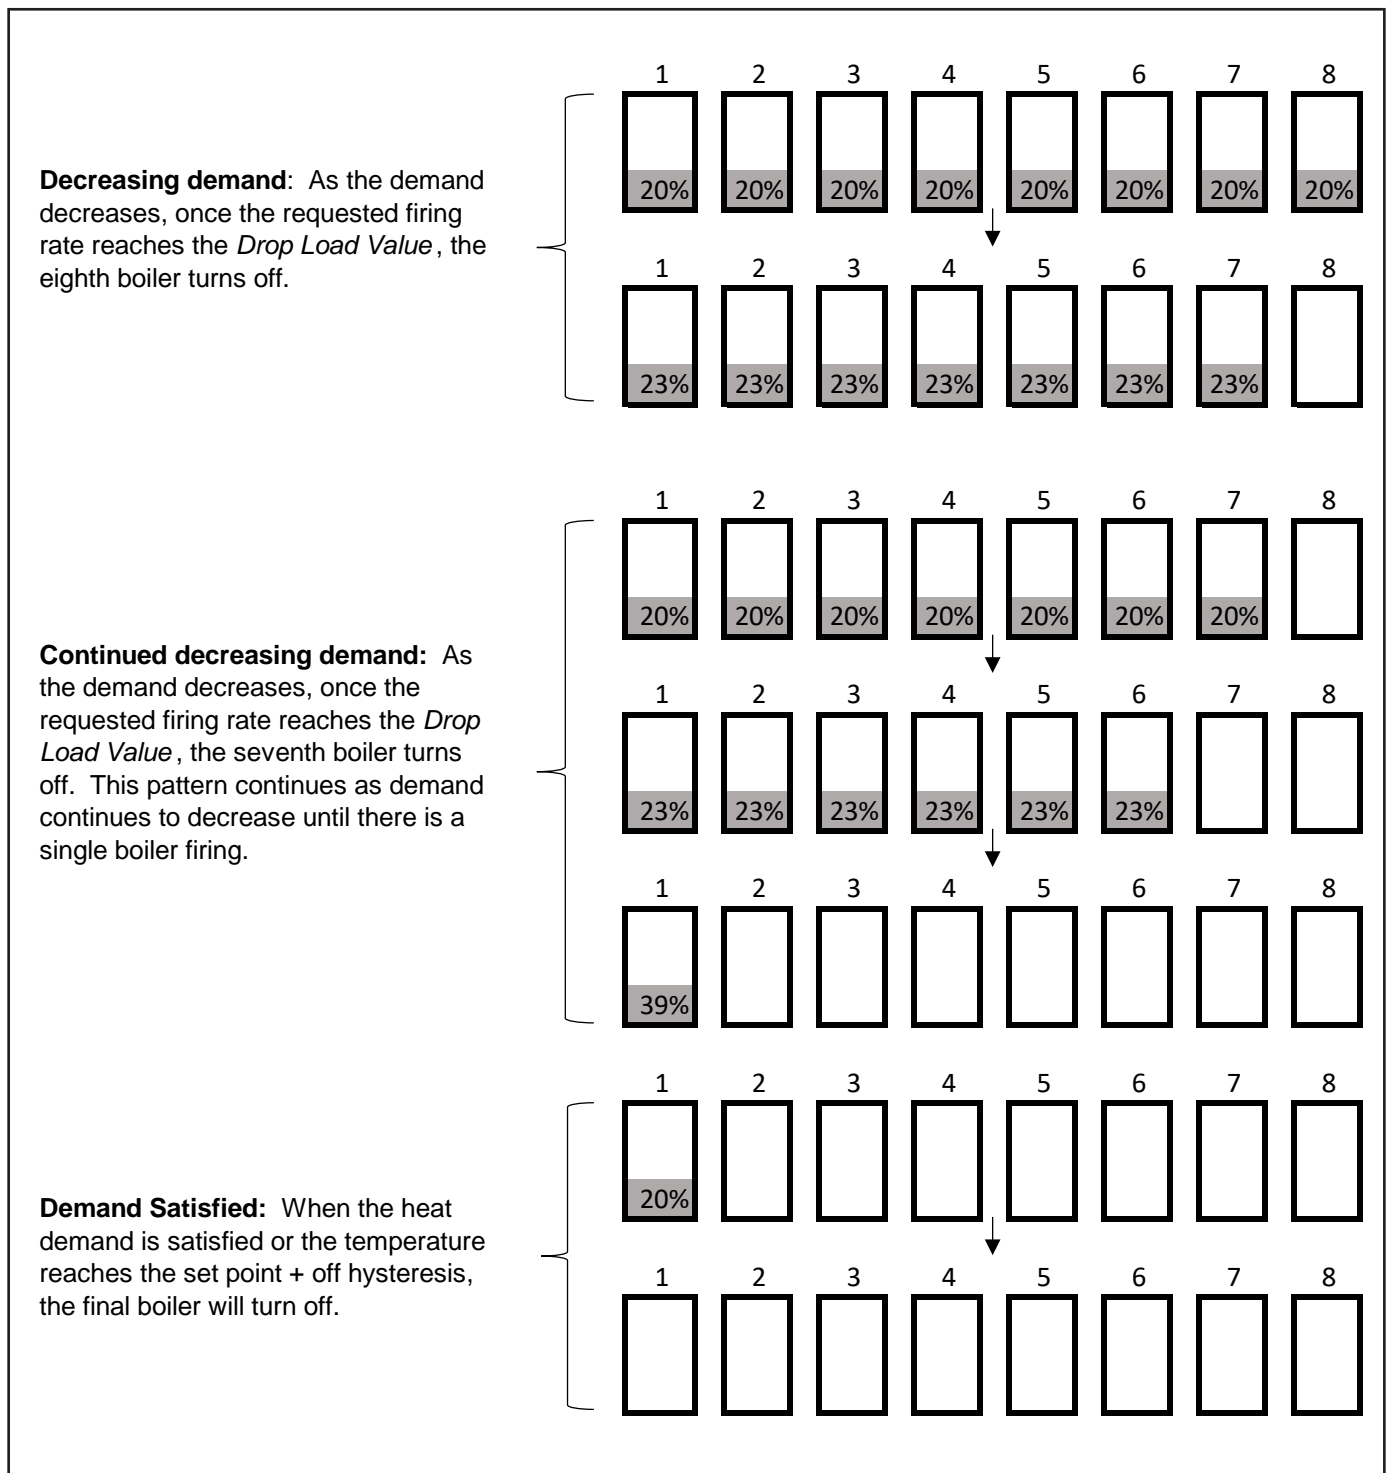 1 2 3 4 5 6 7 8
20% 20% 20% 20% 20% 20% 20% 20%
Decreasing demand: As the demand
decreases, once the requested firing
rate reaches the Drop Load Value, the
eighth boiler turns off.
1 2 3 4 5 6 7 8
23% 23% 23% 23% 23% 23% 23%
1 2 3 4 5 6 7 8
20% 20% 20% 20% 20% 20% 20%
Continued decreasing demand: As
the demand decreases, once the
requested firing rate reaches the Drop
Load Value, the seventh boiler turns
off. This pattern continues as demand
continues to decrease until there is a
single boiler firing.
1 2 3 4 5 6 7 8
23% 23% 23% 23% 23% 23%
1 2 3 4 5 6 7 8
39%
1 2 3 4 5 6 7 8
20%
Demand Satisfied: When the heat
demand is satisfied or the temperature
reaches the set point + off hysteresis,
the final boiler will turn off.
1 2 3 4 5 6 7 8